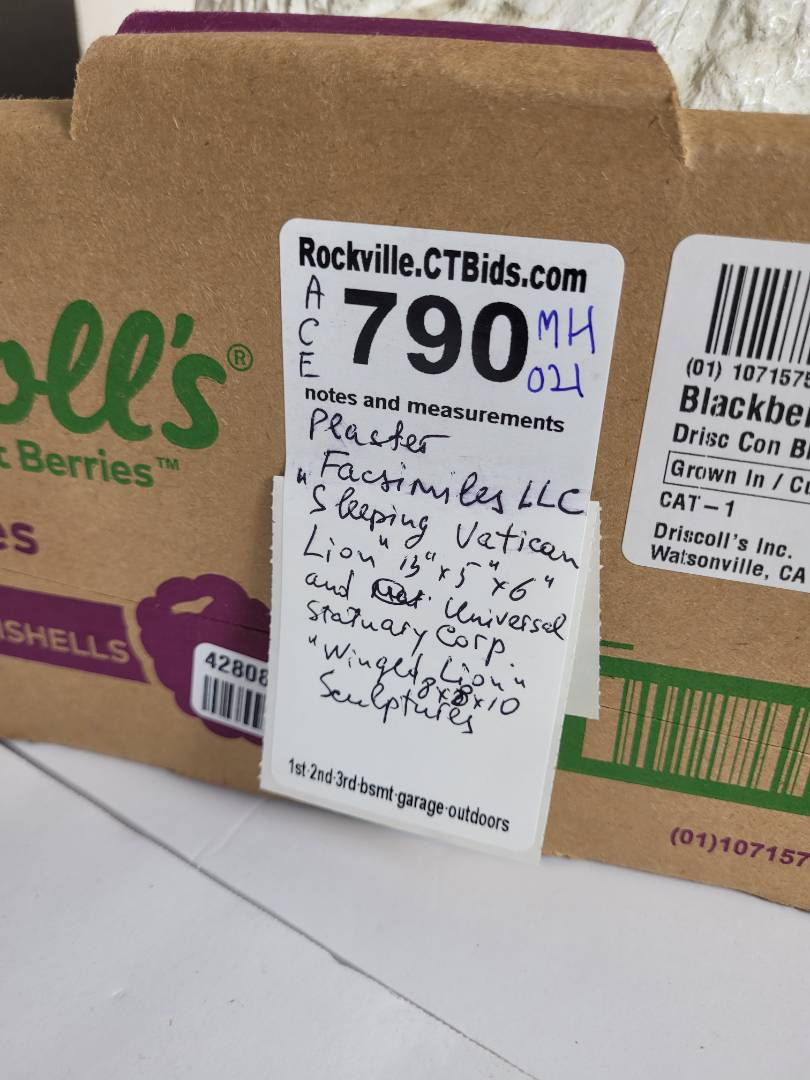 Rockville.CTBids.com
A
C
E
790
MH
021
notes and measurements
Plaster
Facsimiles LLC
"Sleeping Vatican
Lion" 13"x5"x6"
and Universal
Statuary Corp.
"Winged Lion"
8x8x10
Sculptures
1st·2nd·3rd·bsmt·garage·outdoors
oll's®
t Berries™
es
SHELLS
42808
(01) 1071575
Blackbe
Drisc Con Bl
Grown In / C
CAT-1
Driscoll's Inc.
Watsonville, CA
(01)107157